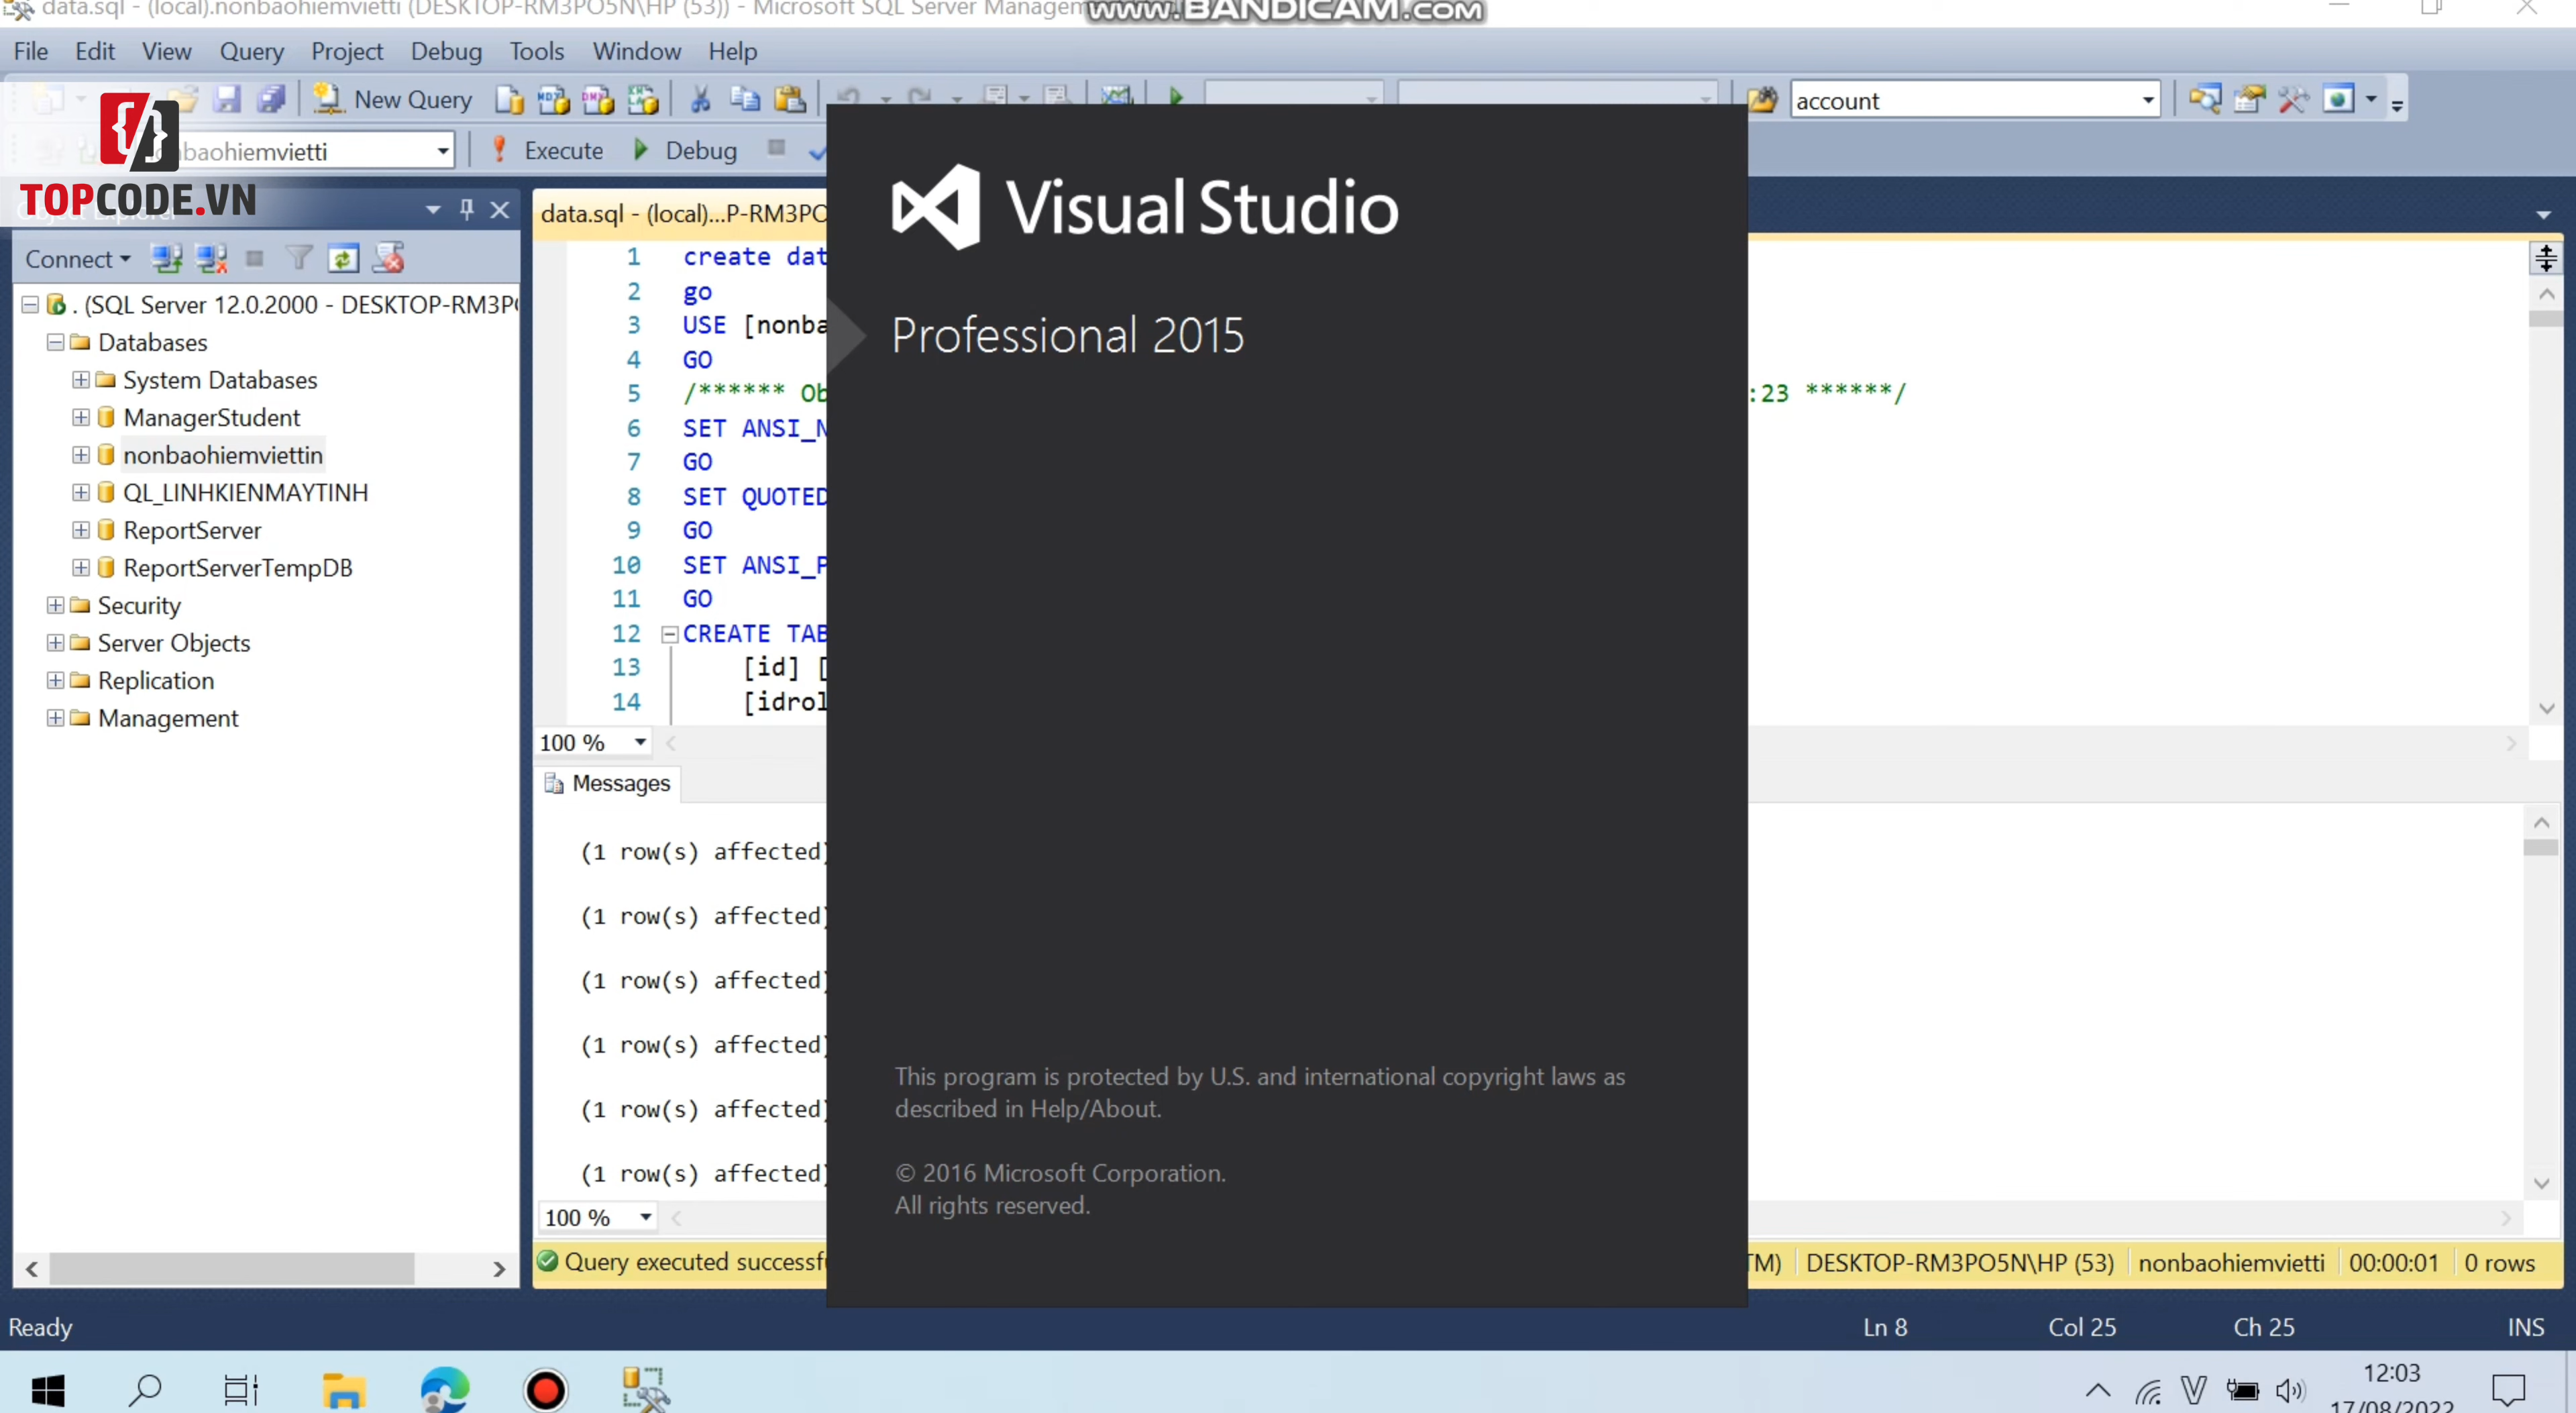 data.sql - (local).nonbaohiemvietti (DESKTOP-RM3PO5N\HP (53)) - Microsoft SQL Server
www.BANDICAM.com
File Edit View Query Project Debug Tools Window Help
New Query
account
Execute Debug
TOPCODE.VN
data.sql - (local)...P-RM3PO
Connect
. (SQL Server 12.0.2000 - DESKTOP-RM3P
Databases
System Databases
ManagerStudent
nonbaohiemviettin
QL_LINHKIENMAYTINH
ReportServer
ReportServerTempDB
Security
Server Objects
Replication
Management
1 create dat
2 go
3 USE [nonba
4 GO
5 /****** Ob
:23 ******/
6 SET ANSI_N
7 GO
8 SET QUOTED
9 GO
10 SET ANSI_P
11 GO
12 CREATE TAB
13 [id] [
14 [idrol
100 %
Messages
(1 row(s) affected)
(1 row(s) affected)
(1 row(s) affected)
(1 row(s) affected)
(1 row(s) affected)
(1 row(s) affected)
100 %
Visual Studio
Professional 2015
This program is protected by U.S. and international copyright laws as
described in Help/About.
© 2016 Microsoft Corporation.
All rights reserved.
Query executed successf
TM) DESKTOP-RM3PO5N\HP (53) nonbaohiemvietti 00:00:01 0 rows
Ready Ln 8 Col 25 Ch 25 INS
12:03
17/08/2022